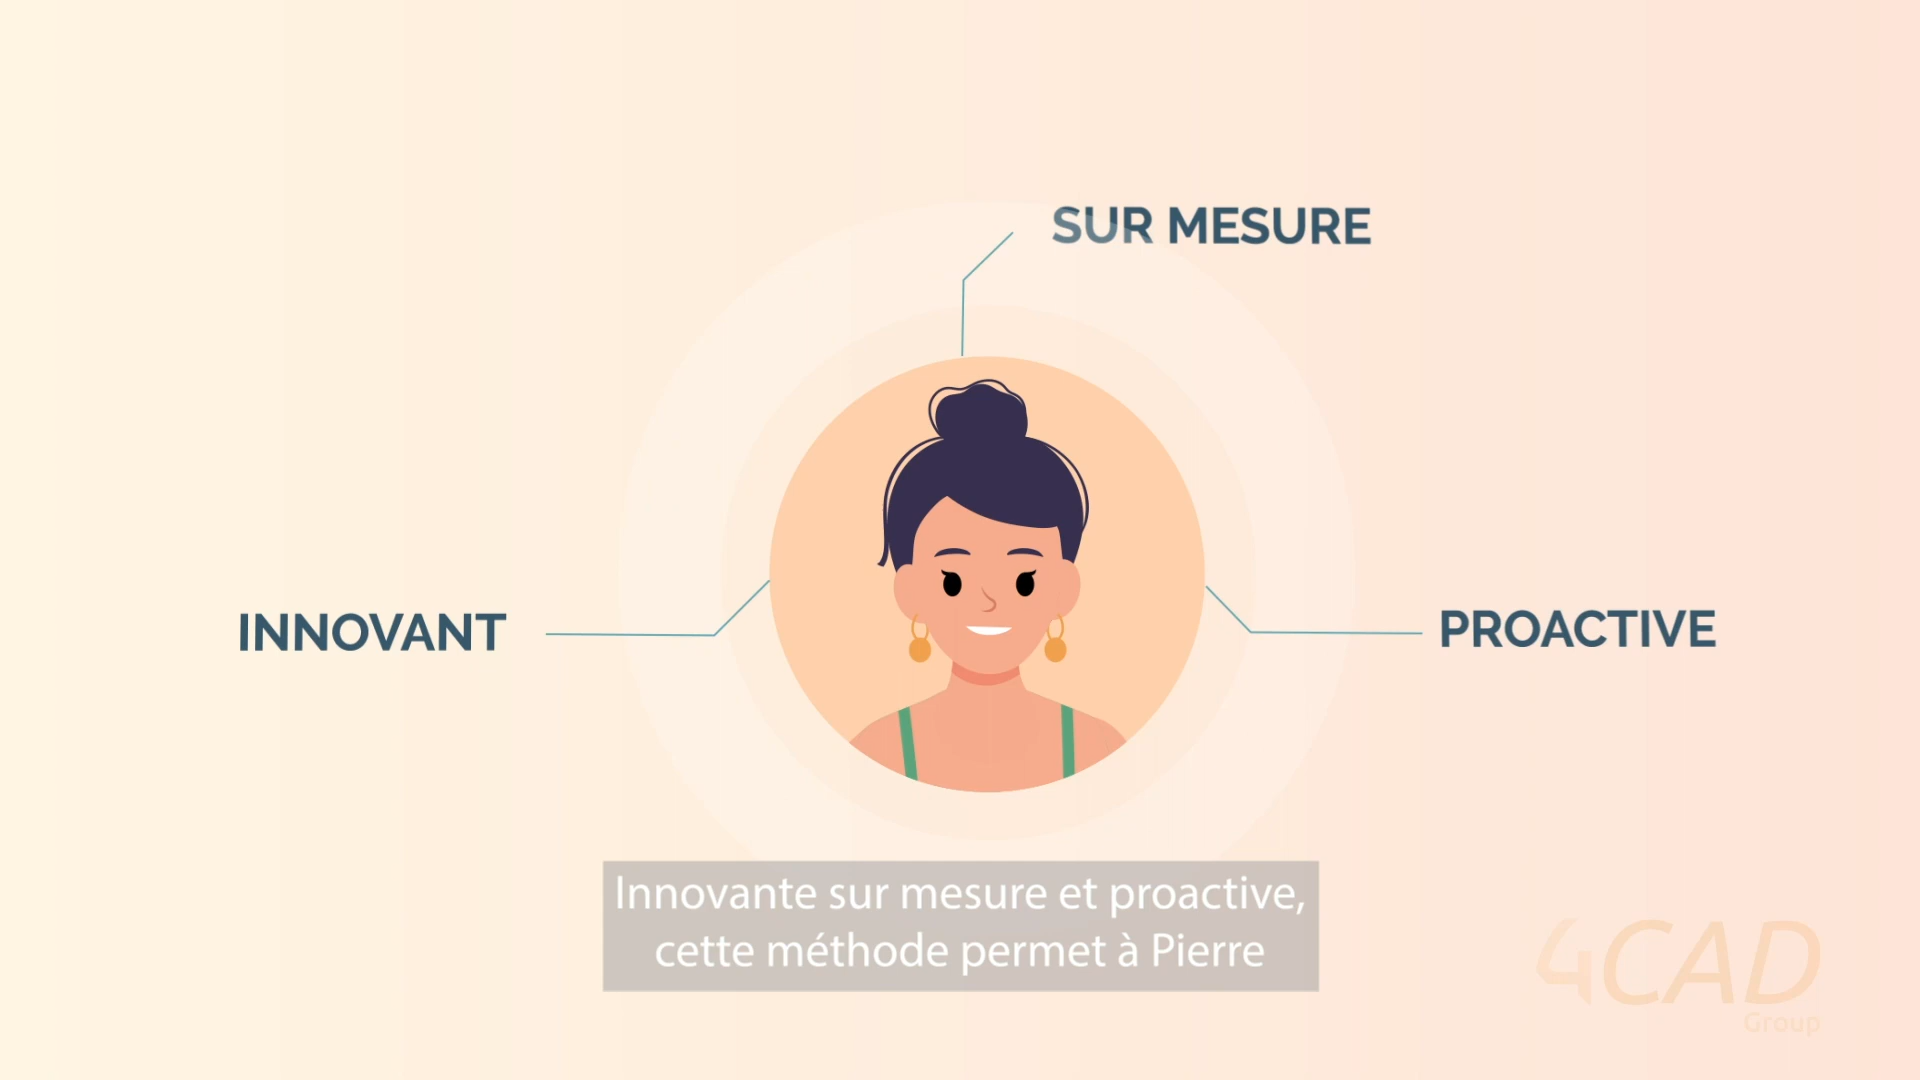 SUR MESURE
INNOVANT
PROACTIVE
Innovante sur mesure et proactive,
cette méthode permet à Pierre
4CAD
Group